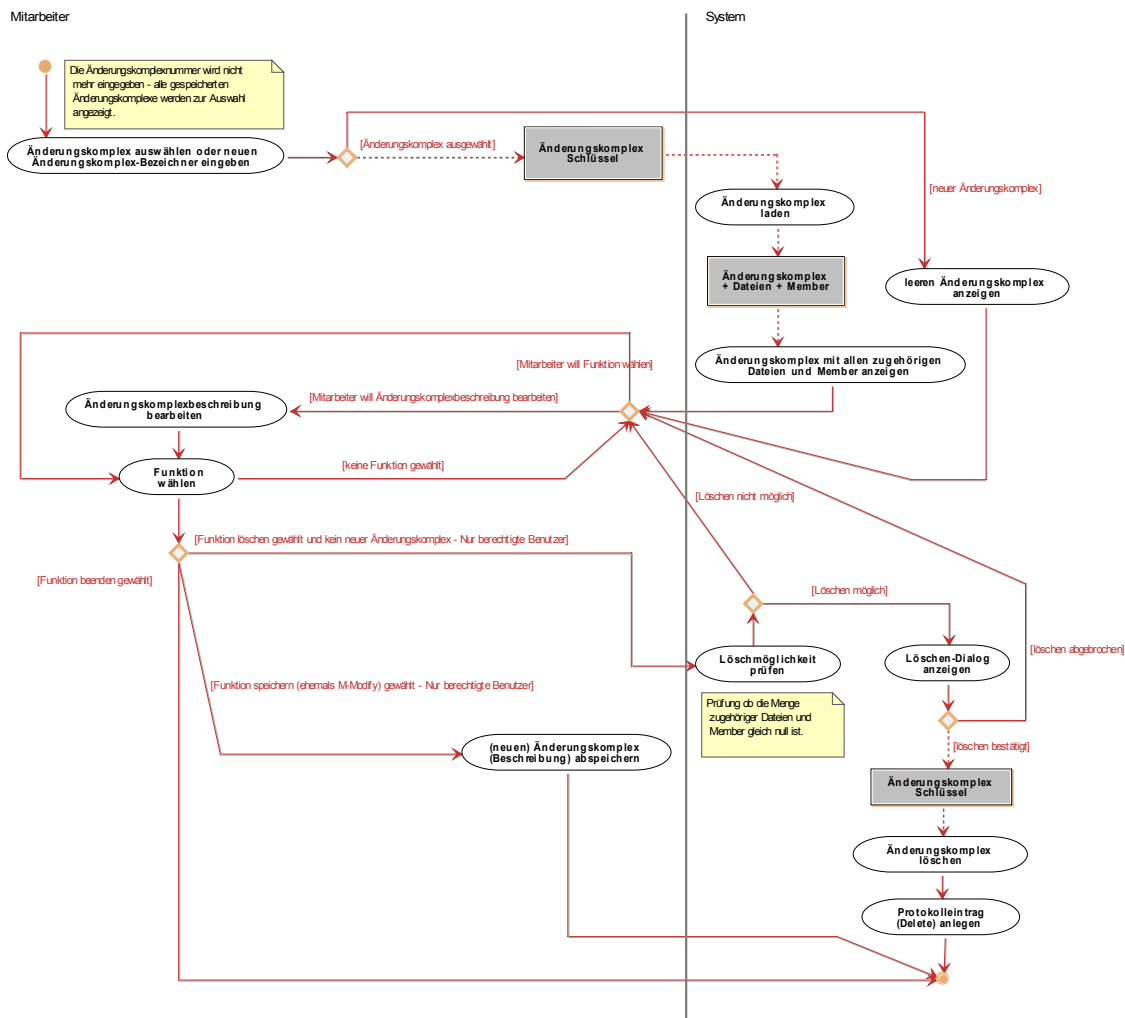 Mitarbeiter
System
Die Änderungskomplexnummer wird nicht
mehr eingegeben - alle gespeicherten
Änderungskomplexe werden zur Auswahl
angezeigt.
Änderungskomplex auswählen oder neuen
Änderungskomplex-Bezeichner eingeben
[Änderungskomplex ausgewählt]
Änderungskomplex
Schlüssel
[neuer Änderungskomplex]
Änderungskomplex
laden
Änderungskomplex
+ Dateien + Member
leeren Änderungskomplex
anzeigen
Änderungskomplex mit allen zugehörigen
Dateien und Member anzeigen
[Mitarbeiter will Funktion wählen]
[Mitarbeiter will Änderungskomplexbeschreibung bearbeiten]
Änderungskomplexbeschreibung
bearbeiten
Funktion
wählen
[keine Funktion gewählt]
[Löschen nicht möglich]
[Funktion löschen gewählt und kein neuer Änderungskomplex - Nur berechtigte Benutzer]
[Funktion beenden gewählt]
[Löschen möglich]
[löschen abgebrochen]
Löschmöglichkeit
prüfen
Löschen-Dialog
anzeigen
[Funktion speichern (ehemals M-Modify) gewählt - Nur berechtigte Benutzer]
Prüfung ob die Menge
zugehöriger Dateien und
Member gleich null ist.
(neuen) Änderungskomplex
(Beschreibung) abspeichern
[löschen bestätigt]
Änderungskomplex
Schlüssel
Änderungskomplex
löschen
Protokolleintrag
(Delete) anlegen